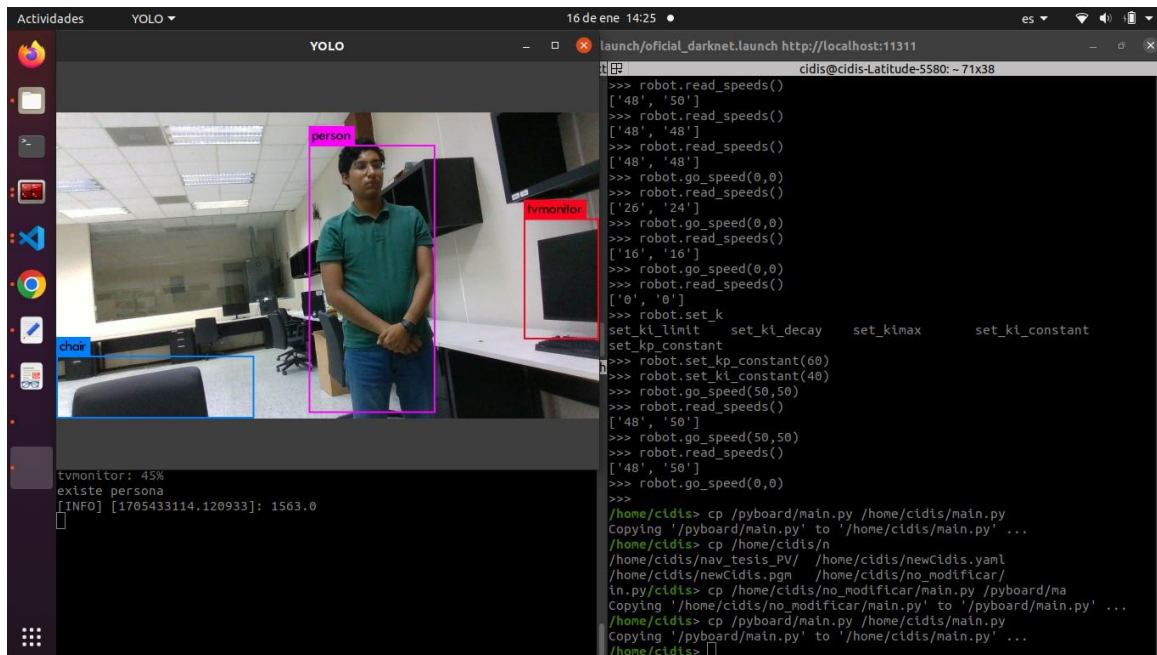 Actividades
YOLO
16 de ene 14:25
es
YOLO
person
tvmonitor
chair
tvmonitor: 45%
existe persona
[INFO] [1705433114.120933]: 1563.0
launch/oficial_darknet.launch http://localhost:11311
cidis@cidis-Latitude-5580: ~ 71x38
>>> robot.read_speeds()
['48', '50']
>>> robot.read_speeds()
['48', '48']
>>> robot.read_speeds()
['48', '48']
>>> robot.go_speed(0,0)
>>> robot.read_speeds()
['26', '24']
>>> robot.go_speed(0,0)
>>> robot.read_speeds()
['16', '16']
>>> robot.go_speed(0,0)
>>> robot.read_speeds()
['0', '0']
>>> robot.set_k
set_ki_limit set_ki_decay set_kimax set_ki_constant
set_kp_constant
>>> robot.set_kp_constant(60)
>>> robot.set_ki_constant(40)
>>> robot.go_speed(50,50)
>>> robot.read_speeds()
['48', '50']
>>> robot.go_speed(50,50)
>>> robot.read_speeds()
['48', '50']
>>> robot.go_speed(0,0)
>>>
/home/cidis> cp /pyboard/main.py /home/cidis/main.py
Copying '/pyboard/main.py' to '/home/cidis/main.py' ...
/home/cidis> cp /home/cidis/n
/home/cidis/nav_tesis_PV/ /home/cidis/newCidis.yaml
/home/cidis/newCidis.pgm /home/cidis/no_modificar/
in.py/cidis> cp /home/cidis/no_modificar/main.py /pyboard/ma
Copying '/home/cidis/no_modificar/main.py' to '/pyboard/main.py' ...
/home/cidis> cp /pyboard/main.py /home/cidis/main.py
Copying '/pyboard/main.py' to '/home/cidis/main.py' ...
/home/cidis>